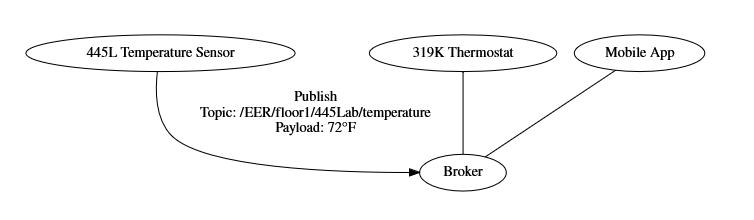 445L Temperature Sensor
319K Thermostat
Mobile App
Publish
Topic: /EER/floor1/445Lab/temperature
Payload: 72°F
Broker